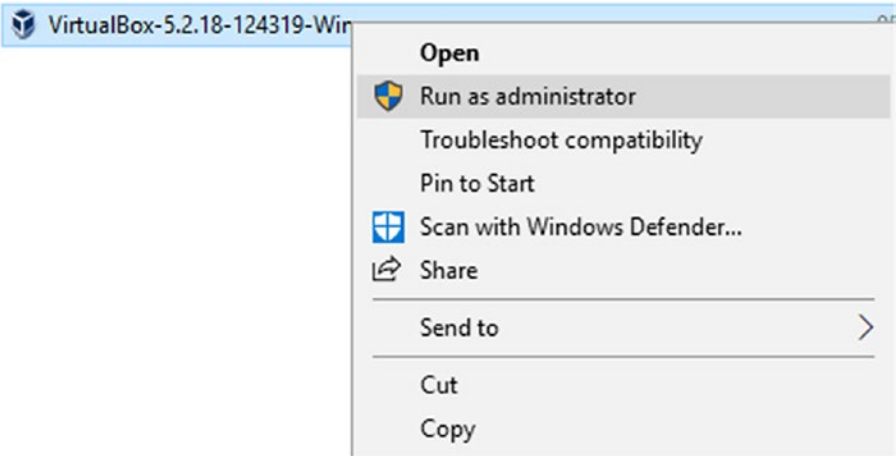 VirtualBox-5.2.18-124319-Win
Open
Run as administrator
Troubleshoot compatibility
Pin to Start
Scan with Windows Defender...
Share
Send to
Cut
Copy